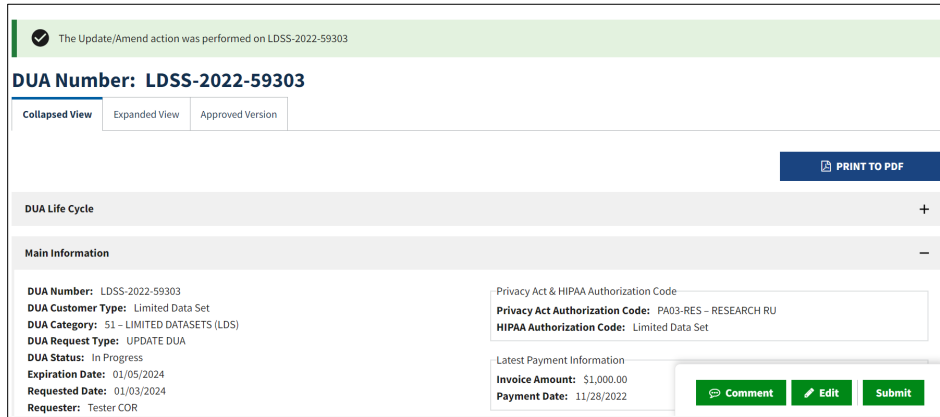 The Update/Amend action was performed on LDSS-2022-59303
DUA Number: LDSS-2022-59303
Collapsed View Expanded View Approved Version
PRINT TO PDF
DUA Life Cycle +
Main Information –
DUA Number: LDSS-2022-59303
DUA Customer Type: Limited Data Set
DUA Category: 51 – LIMITED DATASETS (LDS)
DUA Request Type: UPDATE DUA
DUA Status: In Progress
Expiration Date: 01/05/2024
Requested Date: 01/03/2024
Requester: Tester COR
Privacy Act & HIPAA Authorization Code
Privacy Act Authorization Code: PA03-RES – RESEARCH RU
HIPAA Authorization Code: Limited Data Set
Latest Payment Information
Invoice Amount: $1,000.00
Payment Date: 11/28/2022
Comment Edit Submit